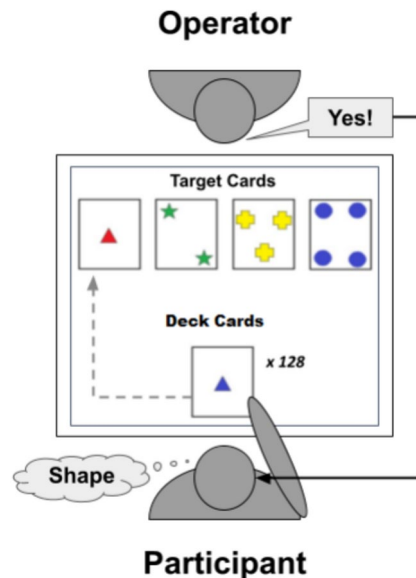 Operator
Yes!
Target Cards
Deck Cards
x 128
Shape
Participant